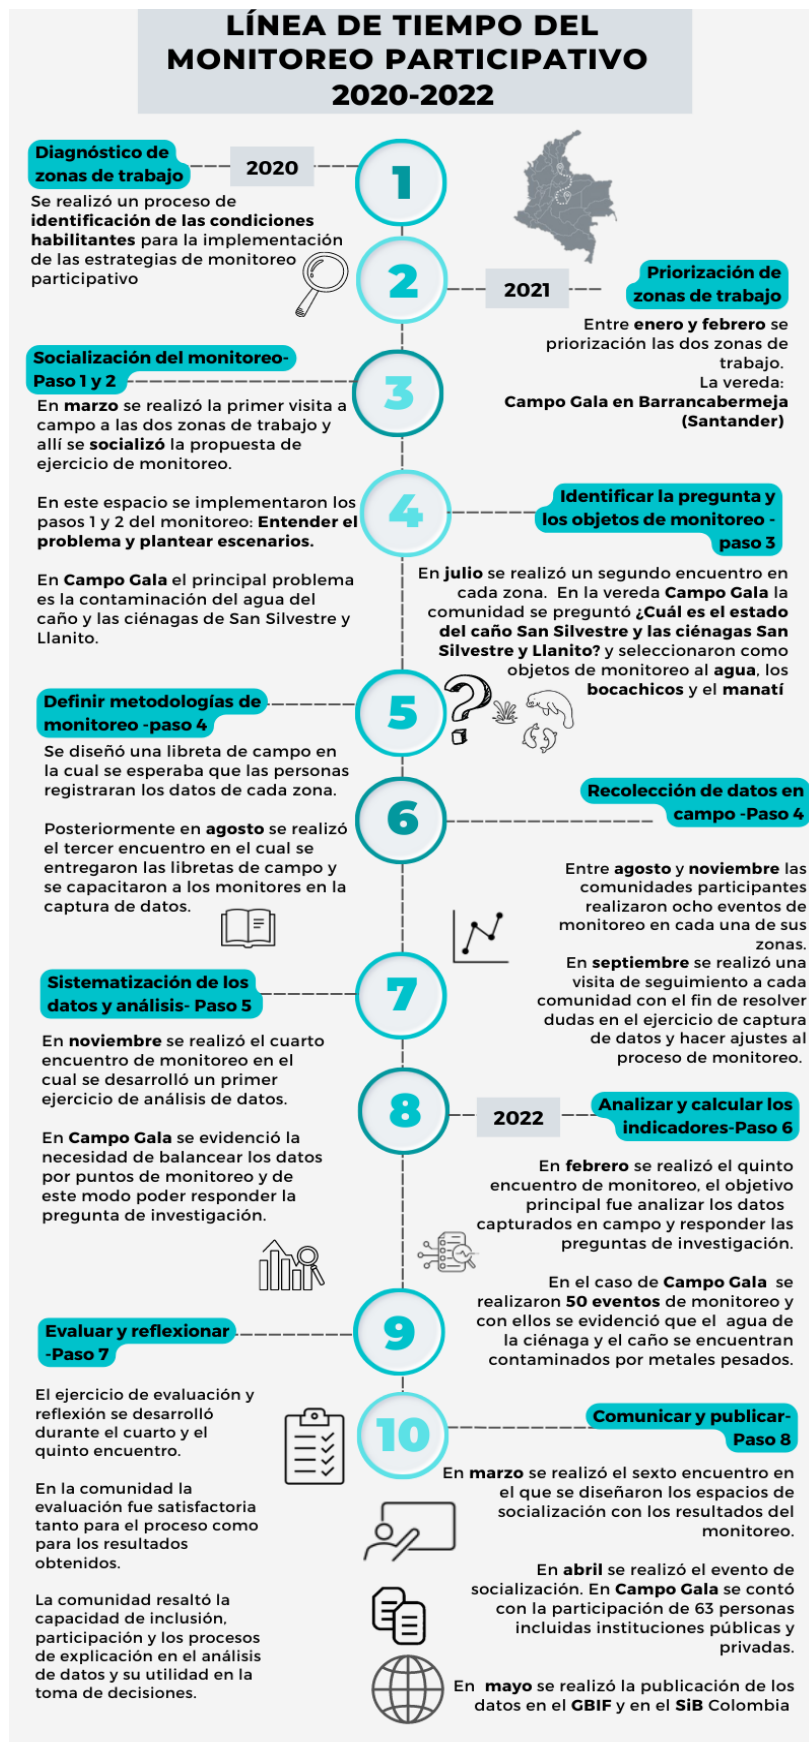 LÍNEA DE TIEMPO DEL
MONITOREO PARTICIPATIVO
2020-2022
Diagnóstico de
zonas de trabajo
2020
1
Se realizó un proceso de
identificación de las condiciones
habilitantes para la implementación
de las estrategias de monitoreo
participativo
2
2021
Priorización de
zonas de trabajo
Entre enero y febrero se
priorización las dos zonas de
trabajo.
La vereda:
Campo Gala en Barrancabermeja
(Santander)
Socialización del monitoreo-
Paso 1 y 2
3
En marzo se realizó la primer visita a
campo a las dos zonas de trabajo y
allí se socializó la propuesta de
ejercicio de monitoreo.
En este espacio se implementaron los
pasos 1 y 2 del monitoreo: Entender el
problema y plantear escenarios.
En Campo Gala el principal problema
es la contaminación del agua del
caño y las ciénagas de San Silvestre y
Llanito.
4
Identificar la pregunta y
los objetos de monitoreo -
paso 3
En julio se realizó un segundo encuentro en
cada zona. En la vereda Campo Gala la
comunidad se preguntó ¿Cuál es el estado
del caño San Silvestre y las ciénagas San
Silvestre y Llanito? y seleccionaron como
objetos de monitoreo al agua, los
bocachicos y el manatí
Definir metodologías de
monitoreo -paso 4
5
Se diseñó una libreta de campo en
la cual se esperaba que las personas
registraran los datos de cada zona.
Posteriormente en agosto se realizó
el tercer encuentro en el cual se
entregaron las libretas de campo y
se capacitaron a los monitores en la
captura de datos.
6
Recolección de datos en
campo -Paso 4
Entre agosto y noviembre las
comunidades participantes
realizaron ocho eventos de
monitoreo en cada una de sus
zonas.
En septiembre se realizó una
visita de seguimiento a cada
comunidad con el fin de resolver
dudas en el ejercicio de captura
de datos y hacer ajustes al
proceso de monitoreo.
Sistematización de los
datos y análisis- Paso 5
7
En noviembre se realizó el cuarto
encuentro de monitoreo en el
cual se desarrolló un primer
ejercicio de análisis de datos.
En Campo Gala se evidenció la
necesidad de balancear los datos
por puntos de monitoreo y de
este modo poder responder la
pregunta de investigación.
8
2022
Analizar y calcular los
indicadores-Paso 6
En febrero se realizó el quinto
encuentro de monitoreo, el objetivo
principal fue analizar los datos
capturados en campo y responder las
preguntas de investigación.
En el caso de Campo Gala se
realizaron 50 eventos de monitoreo y
con ellos se evidenció que el agua de
la ciénaga y el caño se encuentran
contaminados por metales pesados.
Evaluar y reflexionar
-Paso 7
9
El ejercicio de evaluación y
reflexión se desarrolló
durante el cuarto y el
quinto encuentro.
En la comunidad la
evaluación fue satisfactoria
tanto para el proceso como
para los resultados
obtenidos.
La comunidad resaltó la
capacidad de inclusión,
participación y los procesos
de explicación en el análisis
de datos y su utilidad en la
toma de decisiones.
10
Comunicar y publicar-
Paso 8
En marzo se realizó el sexto encuentro en
el que se diseñaron los espacios de
socialización con los resultados del
monitoreo.
En abril se realizó el evento de
socialización. En Campo Gala se contó
con la participación de 63 personas
incluidas instituciones públicas y
privadas.
En mayo se realizó la publicación de los
datos en el GBIF y en el SiB Colombia